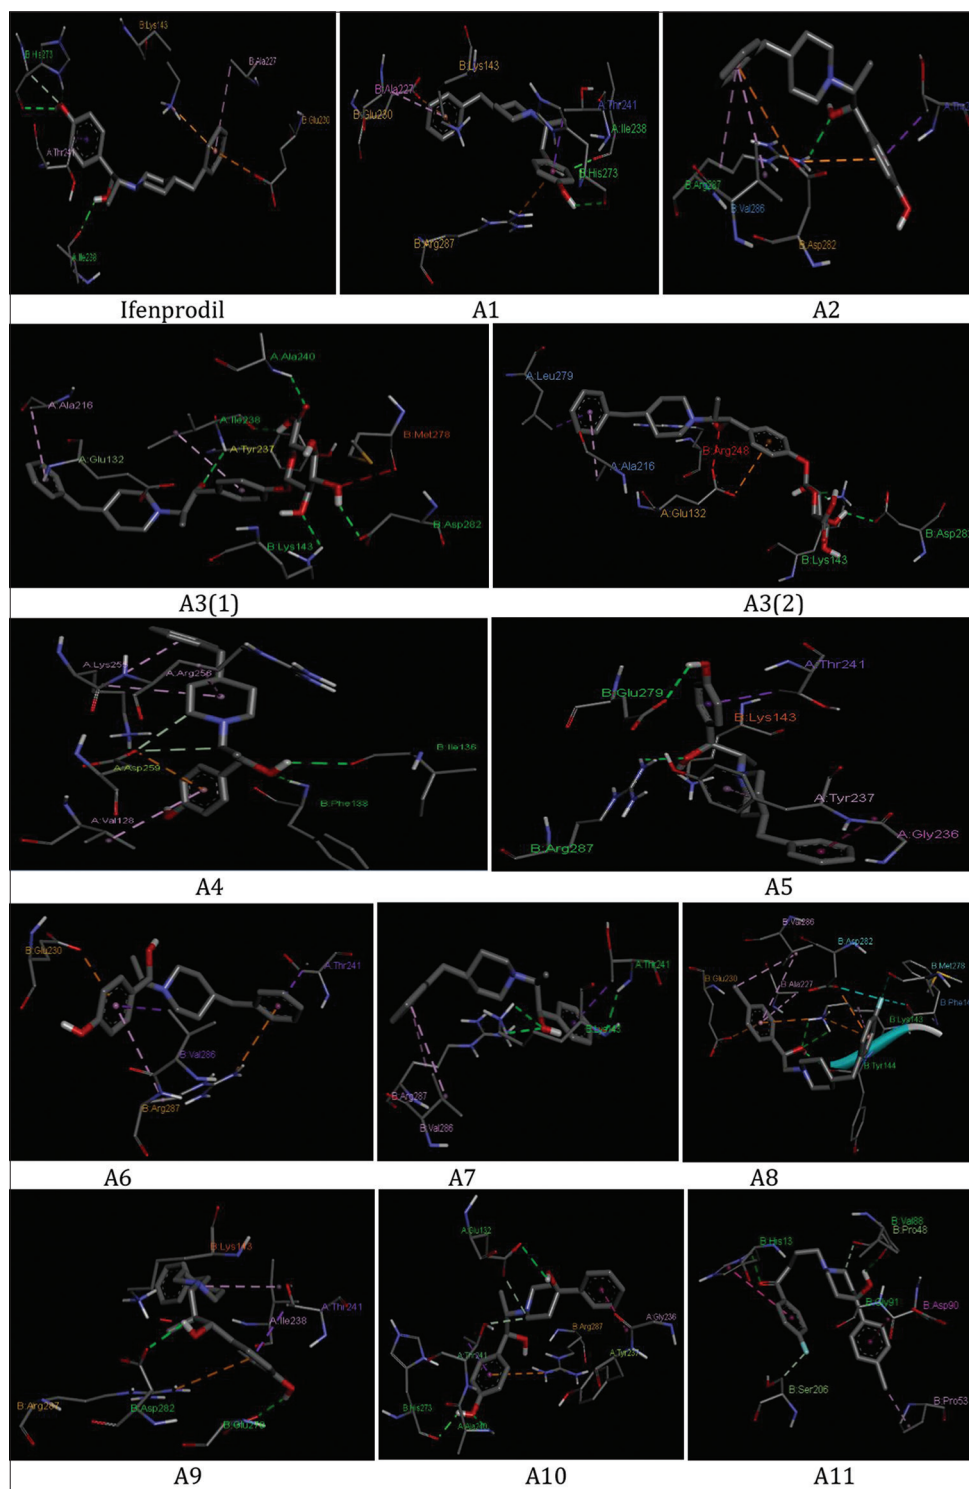 B:Lys143
B:His273
B:Ala227
B:Glu230
A:Thr241
A:Ile238
Ifenprodil
B:Lys143
B:Ala227
B:Glu230
A:Thr241
A:Ile238
B:His273
B:Arg287
A1
B:Arg287
B:Val286
B:Asp282
A2
A:Ala240
A:Ala216
A:Ile238
A:Tyr237
B:Met278
A:Glu132
B:Asp282
B:Lys143
A3(1)
A:Leu279
A:Ala216
B:Arg248
A:Glu132
B:Lys143
A3(2)
A:Arg256
A:Asp259
B:Ile136
B:Phe138
A:Val128
A4
A:Thr241
B:Glu279
B:Lys143
A:Tyr237
A:Gly236
B:Arg287
A5
B:Glu230
A:Thr241
B:Val286
B:Arg287
A6
A:Thr241
B:Lys143
B:Arg287
B:Val286
A7
B:Val286
B:Asp282
B:Glu230
B:Ala227
B:Met278
B:Lys143
B:Tyr144
A8
B:Lys143
A:Thr241
A:Ile238
B:Arg287
B:Asp282
A9
A:Glu132
B:Arg287
A:Gly236
A:Thr241
A:Tyr237
B:His273
A10
B:Val88
B:Pro48
B:His13
B:Gly91
B:Asp90
B:Ser206
B:Pro53
A11